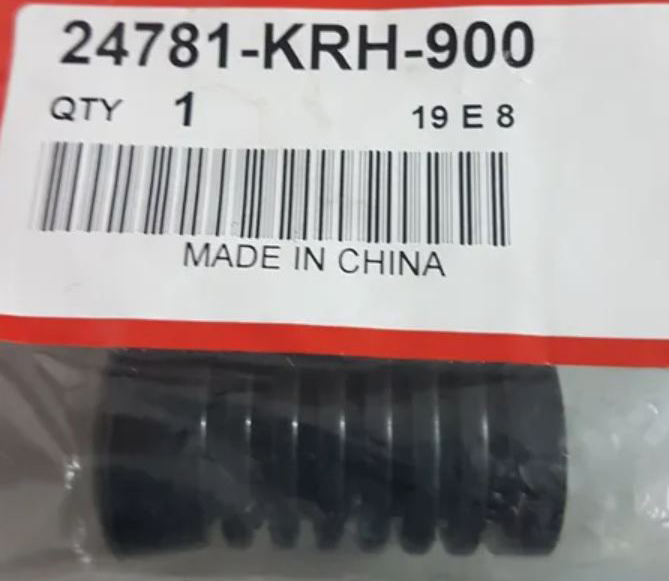 24781-KRH-900
QTY 1 19 E 8
MADE IN CHINA